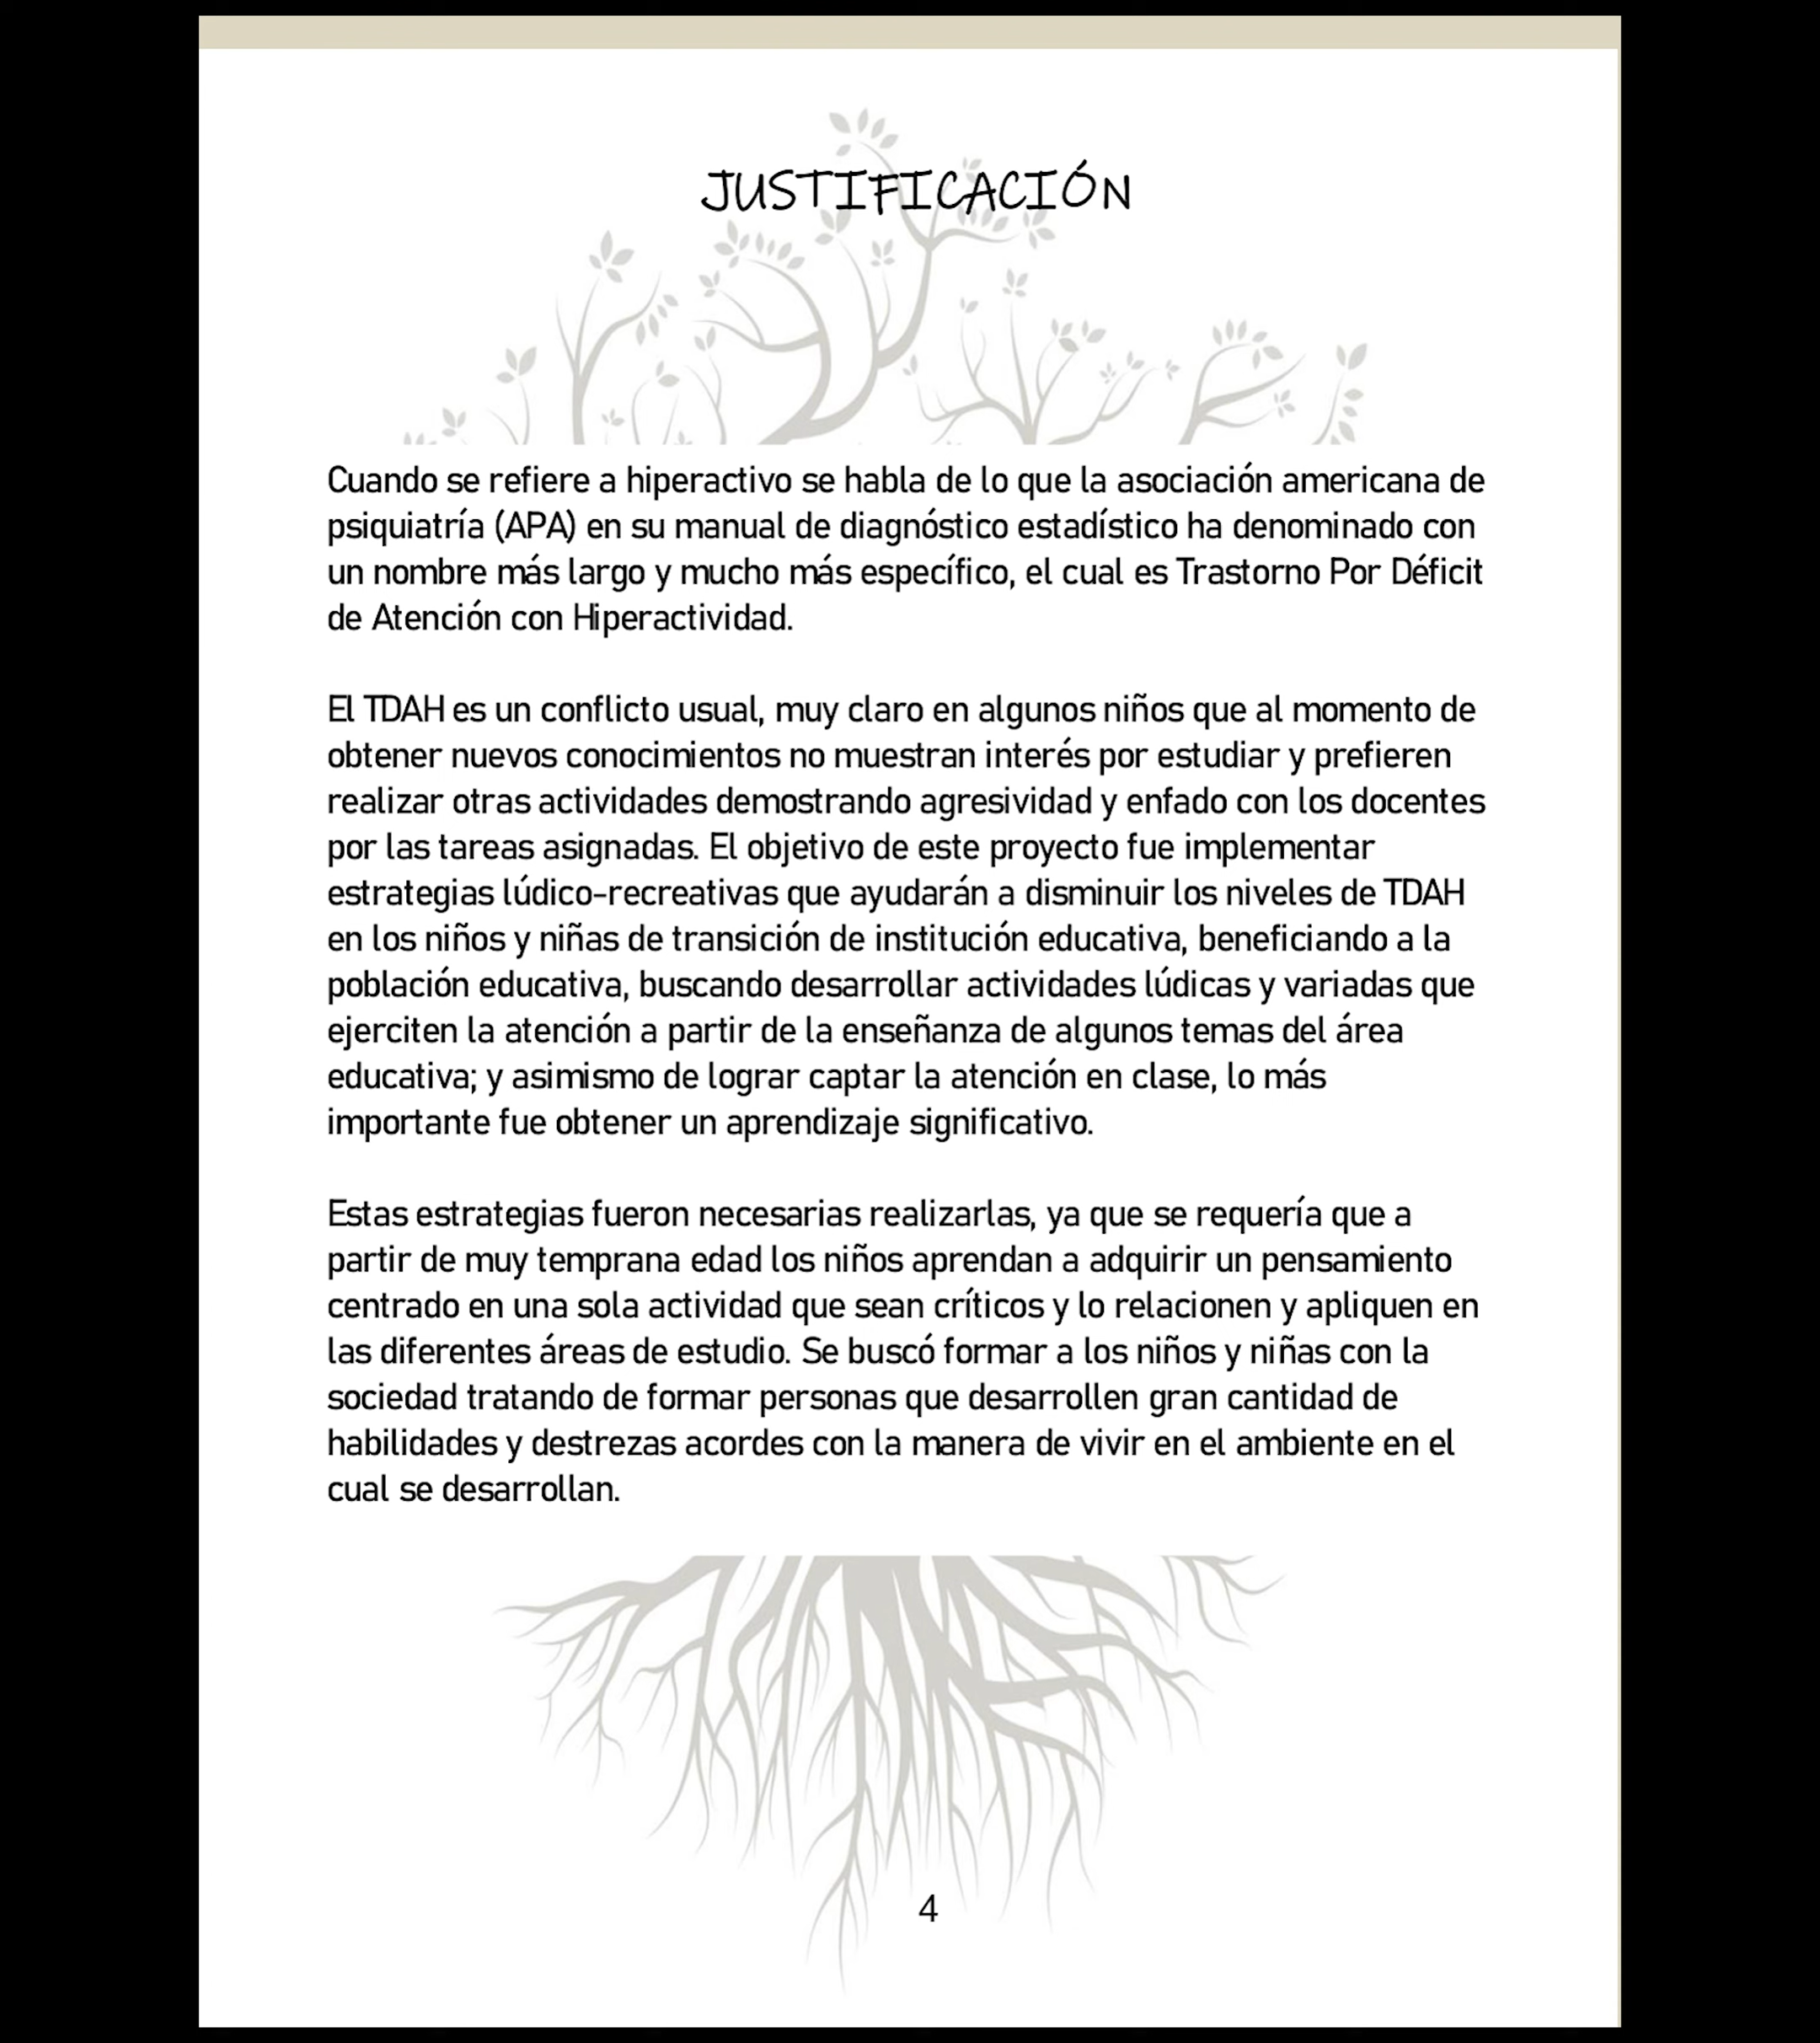 JUSTIFICACIÓN
Cuando se refiere a hiperactivo se habla de lo que la asociación americana de
psiquiatría (APA) en su manual de diagnóstico estadístico ha denominado con
un nombre más largo y mucho más específico, el cual es Trastorno Por Déficit
de Atención con Hiperactividad.
El TDAH es un conflicto usual, muy claro en algunos niños que al momento de
obtener nuevos conocimientos no muestran interés por estudiar y prefieren
realizar otras actividades demostrando agresividad y enfado con los docentes
por las tareas asignadas. El objetivo de este proyecto fue implementar
estrategias lúdico-recreativas que ayudarán a disminuir los niveles de TDAH
en los niños y niñas de transición de institución educativa, beneficiando a la
población educativa, buscando desarrollar actividades lúdicas y variadas que
ejerciten la atención a partir de la enseñanza de algunos temas del área
educativa; y asimismo de lograr captar la atención en clase, lo más
importante fue obtener un aprendizaje significativo.
Estas estrategias fueron necesarias realizarlas, ya que se requería que a
partir de muy temprana edad los niños aprendan a adquirir un pensamiento
centrado en una sola actividad que sean críticos y lo relacionen y apliquen en
las diferentes áreas de estudio. Se buscó formar a los niños y niñas con la
sociedad tratando de formar personas que desarrollen gran cantidad de
habilidades y destrezas acordes con la manera de vivir en el ambiente en el
cual se desarrollan.
4